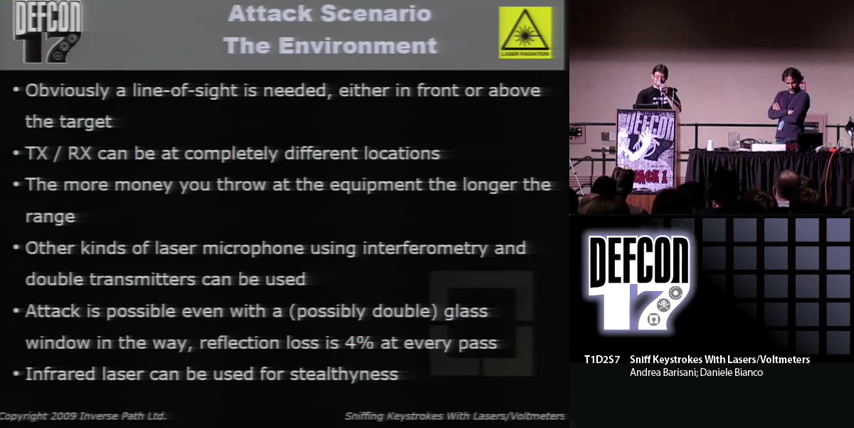 DEFCON
17
Attack Scenario
The Environment
LASER RADIATION
• Obviously a line-of-sight is needed, either in front or above
the target
• TX / RX can be at completely different locations
• The more money you throw at the equipment the longer the
range
• Other kinds of laser microphone using interferometry and
double transmitters can be used
• Attack is possible even with a (possibly double) glass
window in the way, reflection loss is 4% at every pass
• Infrared laser can be used for stealthyness
Copyright 2009 Inverse Path Ltd.
Sniffing Keystrokes With Lasers/Voltmeters
DEFCON
TRACK 1
DEFCON
17
T1D2S7 Sniff Keystrokes With Lasers/Voltmeters
Andrea Barisani; Daniele Bianco